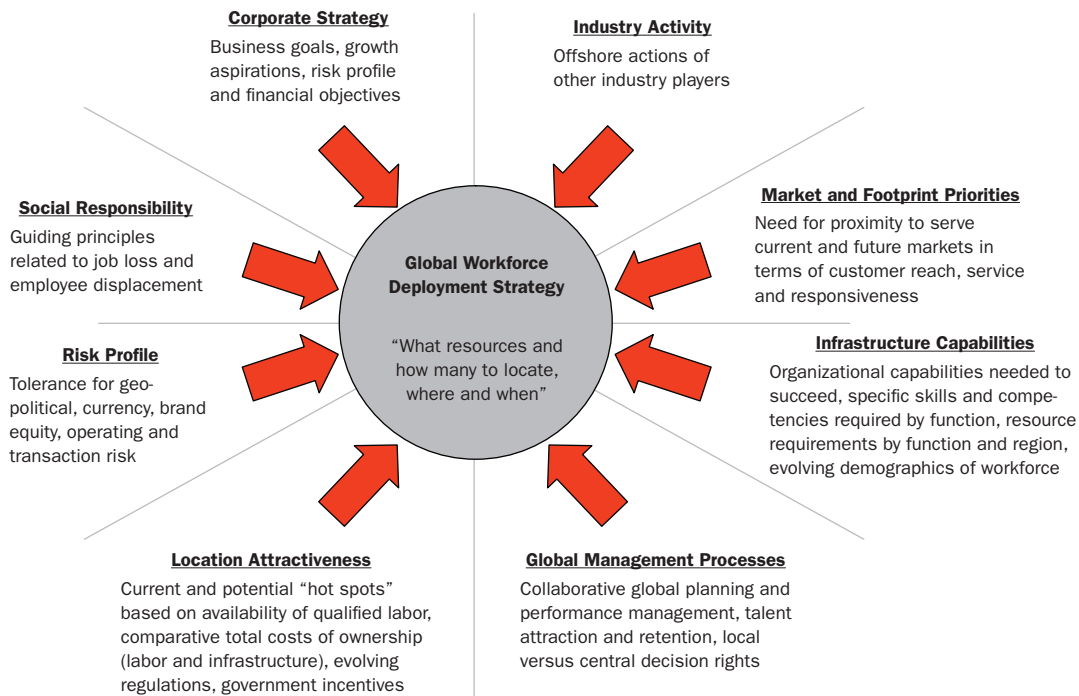 Corporate Strategy
Business goals, growth
aspirations, risk profile
and financial objectives
Industry Activity
Offshore actions of
other industry players
Social Responsibility
Guiding principles
related to job loss and
employee displacement
Market and Footprint Priorities
Need for proximity to serve
current and future markets in
terms of customer reach, service
and responsiveness
Global Workforce
Deployment Strategy
“What resources and
how many to locate,
where and when”
Risk Profile
Tolerance for geo-
political, currency, brand
equity, operating and
transaction risk
Infrastructure Capabilities
Organizational capabilities needed to
succeed, specific skills and compe-
tencies required by function, resource
requirements by function and region,
evolving demographics of workforce
Location Attractiveness
Current and potential “hot spots”
based on availability of qualified labor,
comparative total costs of ownership
(labor and infrastructure), evolving
regulations, government incentives
Global Management Processes
Collaborative global planning and
performance management, talent
attraction and retention, local
versus central decision rights